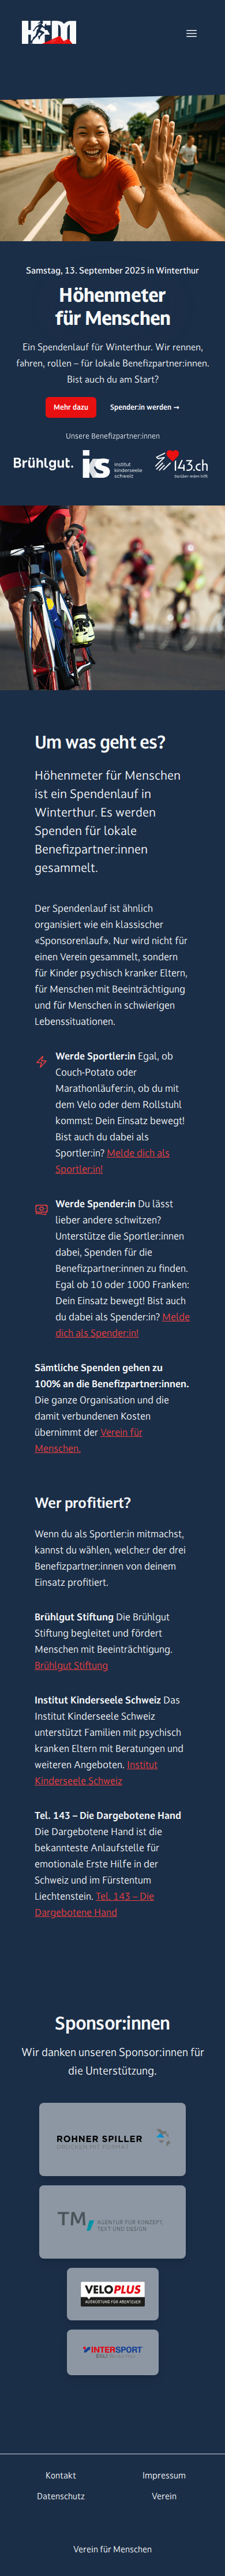 HFM
Samstag, 13. September 2025 in Winterthur
Höhenmeter
für Menschen
Ein Spendenlauf für Winterthur. Wir rennen,
fahren, rollen – für lokale Benefizpartner:innen.
Bist auch du am Start?
Mehr dazu
Spender:in werden →
Unsere Benefizpartner:innen
Brühlgut.
iks institut
kinderseele
schweiz
143.ch
Darüber reden hilft
Um was geht es?
Höhenmeter für Menschen
ist ein Spendenlauf in
Winterthur. Es werden
Spenden für lokale
Benefizpartner:innen
gesammelt.
Der Spendenlauf ist ähnlich
organisiert wie ein klassischer
«Sponsorenlauf». Nur wird nicht für
einen Verein gesammelt, sondern
für Kinder psychisch kranker Eltern,
für Menschen mit Beeinträchtigung
und für Menschen in schwierigen
Lebenssituationen.
Werde Sportler:in Egal, ob
Couch-Potato oder
Marathonläufer:in, ob du mit
dem Velo oder dem Rollstuhl
kommst: Dein Einsatz bewegt!
Bist auch du dabei als
Sportler:in? Melde dich als
Sportler:in!
Werde Spender:in Du lässt
lieber andere schwitzen?
Unterstütze die Sportler:innen
dabei, Spenden für die
Benefizpartner:innen zu finden.
Egal ob 10 oder 1000 Franken:
Dein Einsatz bewegt! Bist auch
du dabei als Spender:in? Melde
dich als Spender:in!
Sämtliche Spenden gehen zu
100% an die Benefizpartner:innen.
Die ganze Organisation und die
damit verbundenen Kosten
übernimmt der Verein für
Menschen.
Wer profitiert?
Wenn du als Sportler:in mitmachst,
kannst du wählen, welche:r der drei
Benefizpartner:innen von deinem
Einsatz profitiert.
Brühlgut Stiftung Die Brühlgut
Stiftung begleitet und fördert
Menschen mit Beeinträchtigung.
Brühlgut Stiftung
Institut Kinderseele Schweiz Das
Institut Kinderseele Schweiz
unterstützt Familien mit psychisch
kranken Eltern mit Beratungen und
weiteren Angeboten. Institut
Kinderseele Schweiz
Tel. 143 – Die Dargebotene Hand
Die Dargebotene Hand ist die
bekannteste Anlaufstelle für
emotionale Erste Hilfe in der
Schweiz und im Fürstentum
Liechtenstein. Tel. 143 – Die
Dargebotene Hand
Sponsor:innen
Wir danken unseren Sponsor:innen für
die Unterstützung.
ROHNER SPILLER
DRUCKEN MIT FORMAT
TM/ AGENTUR FÜR KONZEPT,
TEXT UND DESIGN
VELOPLUS
AUSRÜSTUNG FÜR ABENTEUER
INTERSPORT
Kontakt
Impressum
Datenschutz
Verein
Verein für Menschen